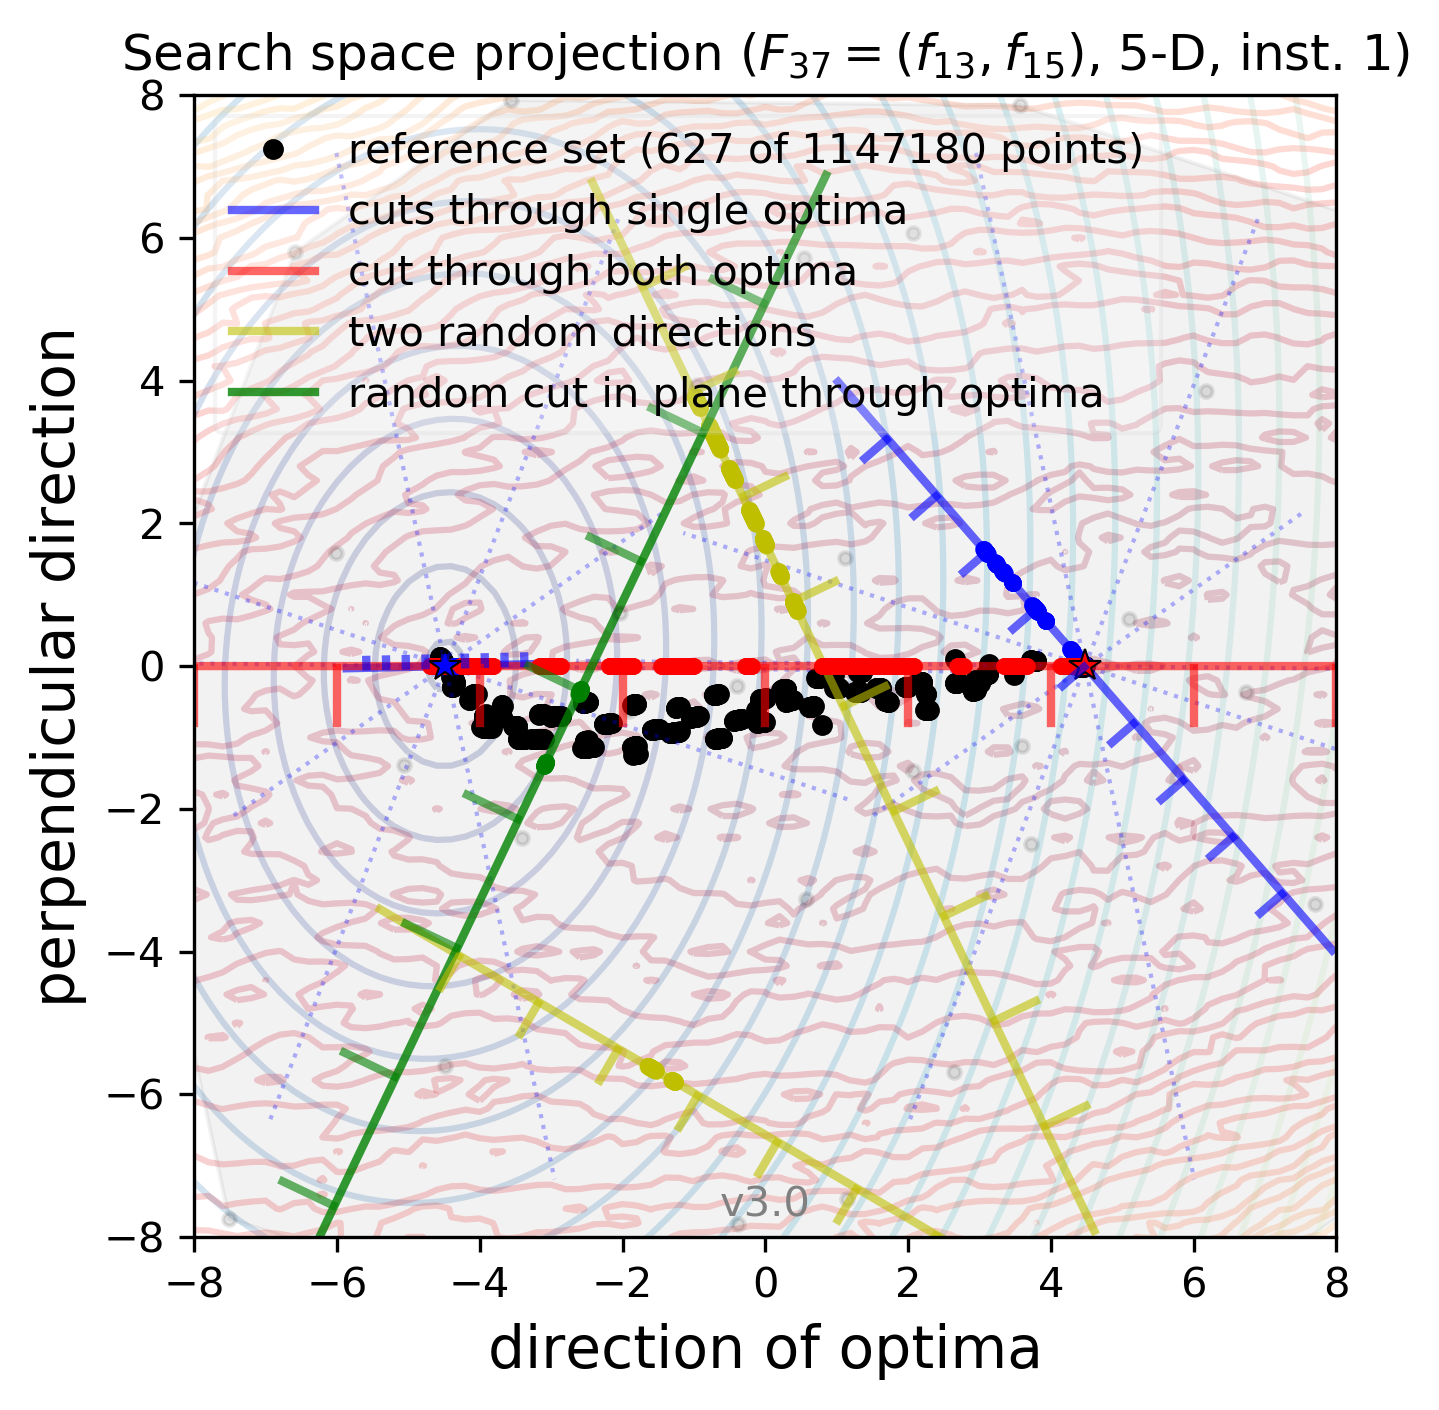 Search space projection (F₃₇ = (f₁₃, f₁₅), 5-D, inst. 1)
8
6
4
2
0
−2
−4
−6
−8
perpendicular direction
reference set (627 of 1147180 points)
cuts through single optima
cut through both optima
two random directions
random cut in plane through optima
v3.0
−8 −6 −4 −2 0 2 4 6 8
direction of optima